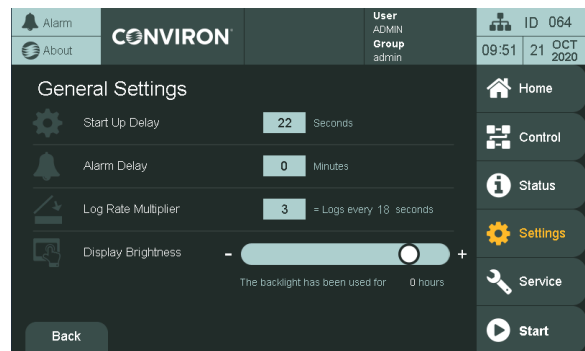 Alarm
About
CONVIRON
User
ADMIN
Group
admin
ID 064
09:51 21 OCT 2020
General Settings
Start Up Delay 22 Seconds
Alarm Delay 0 Minutes
Log Rate Multiplier 3 = Logs every 18 seconds
Display Brightness - +
The backlight has been used for 0 hours
Back
Home
Control
Status
Settings
Service
Start